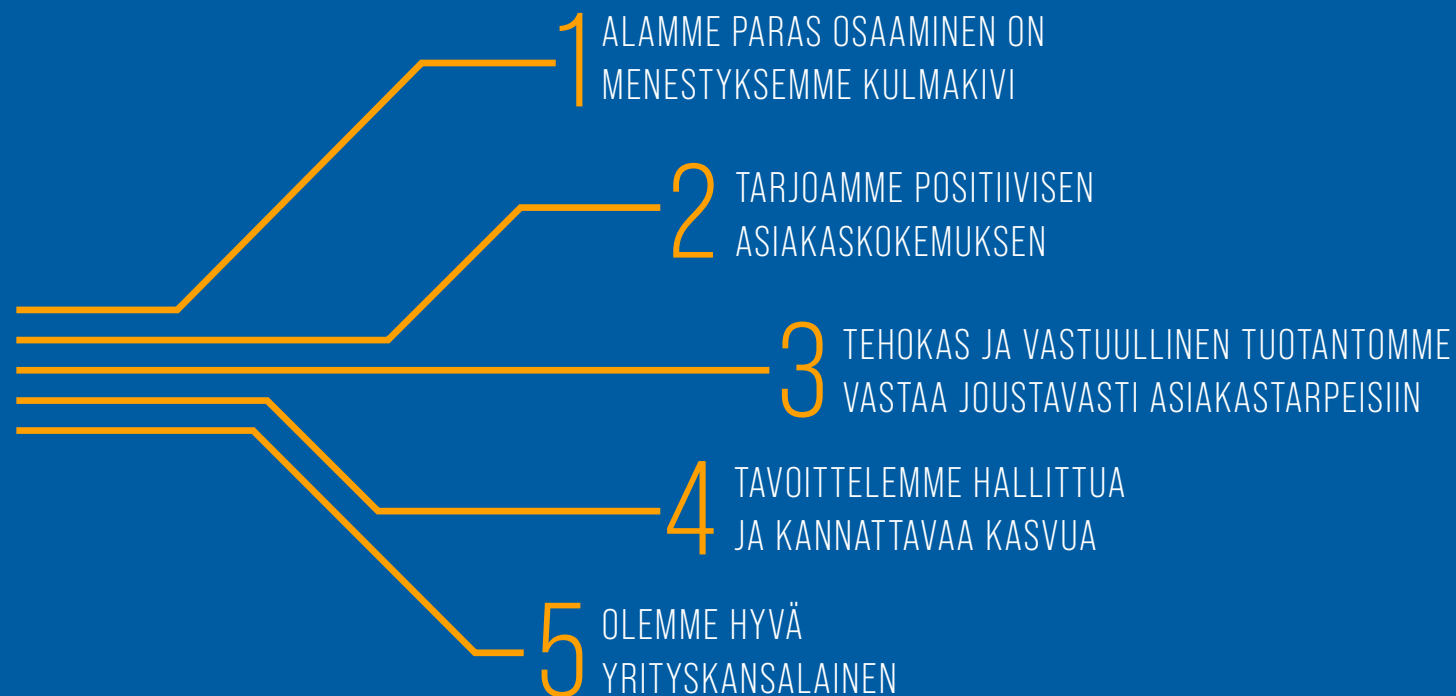 1 ALAMME PARAS OSAAMINEN ON
MENESTYKSEMME KULMAKIVI
2 TARJOAMME POSITIIVISEN
ASIAKASKOKEMUKSEN
3 TEHOKAS JA VASTUULLINEN TUOTANTOMME
VASTAA JOUSTAVASTI ASIAKASTARPEISIIN
4 TAVOITTELEMME HALLITTUA
JA KANNATTAVAA KASVUA
5 OLEMME HYVÄ
YRITYSKANSALAINEN